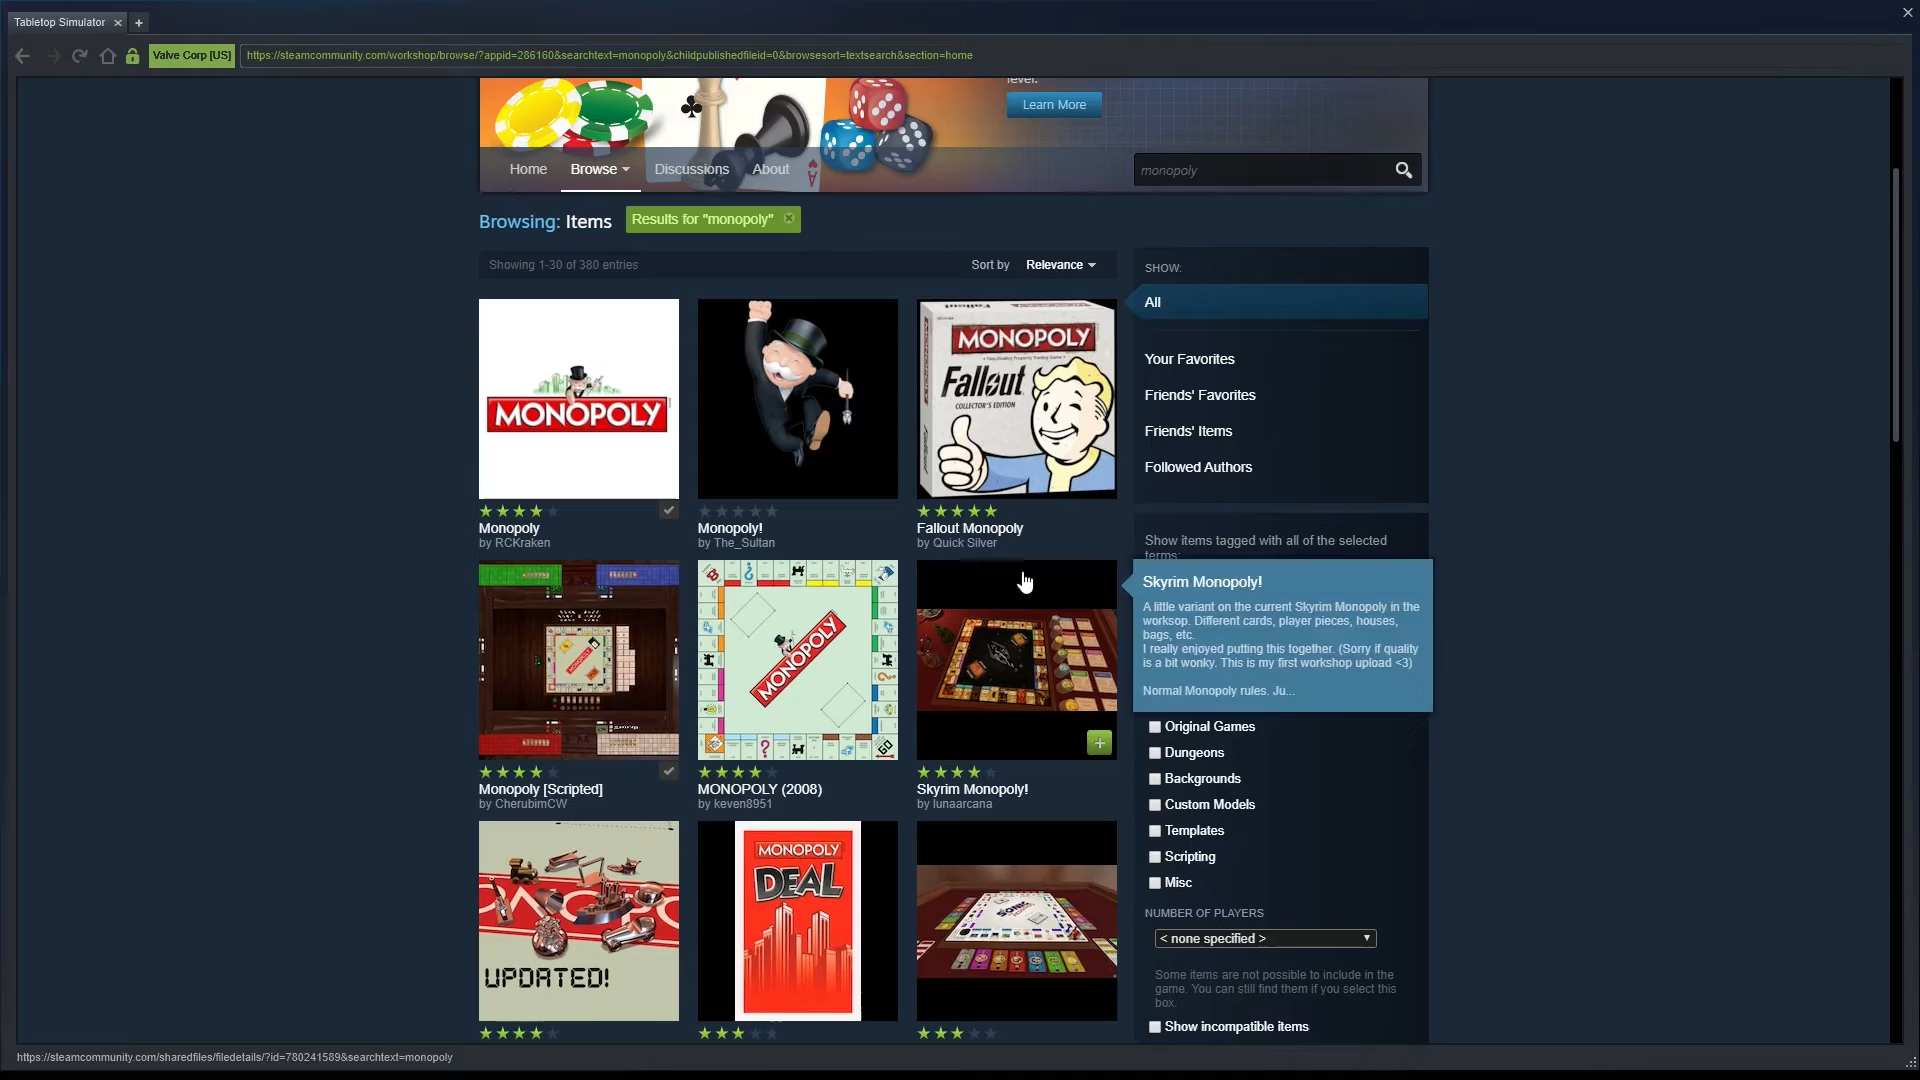 Tabletop Simulator
Valve Corp [US]
https://steamcommunity.com/workshop/browse/?appid=286160&searchtext=monopoly&childpublishedfileid=0&browsesort=textsearch&section=home
level.
Learn More
Home
Browse
Discussions
About
monopoly
Browsing: Items
Results for "monopoly"
Showing 1-30 of 380 entries
Sort by
Relevance
SHOW:
All
Your Favorites
Friends' Favorites
Friends' Items
Followed Authors
MONOPOLY
MONOPOLY
Fallout
COLLECTOR'S EDITION
Monopoly
by RCKraken
Monopoly!
by The_Sultan
Fallout Monopoly
by Quick Silver
Show items tagged with all of the selected
terms:
Skyrim Monopoly!
A little variant on the current Skyrim Monopoly in the
worksop. Different cards, player pieces, houses,
bags, etc.
I really enjoyed putting this together. (Sorry if quality
is a bit wonky. This is my first workshop upload <3)
Normal Monopoly rules. Ju...
MONOPOLY
GO
Monopoly [Scripted]
by CherubimCW
MONOPOLY (2008)
by keven8951
Skyrim Monopoly!
by lunaarcana
Original Games
Dungeons
Backgrounds
Custom Models
Templates
Scripting
Misc
NUMBER OF PLAYERS
< none specified >
Some items are not possible to include in the
game. You can still find them if you select this
box.
Show incompatible items
UPDATED!
MONOPOLY
DEAL
SONIC
https://steamcommunity.com/sharedfiles/filedetails/?id=780241589&searchtext=monopoly